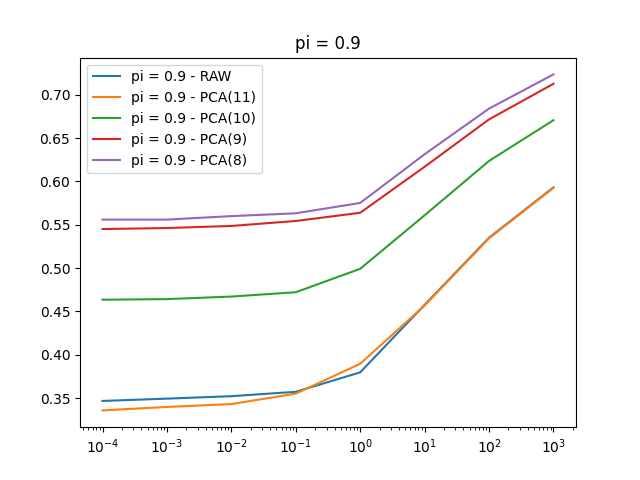 pi = 0.9
pi = 0.9 - RAW
pi = 0.9 - PCA(11)
pi = 0.9 - PCA(10)
pi = 0.9 - PCA(9)
pi = 0.9 - PCA(8)
0.70
0.65
0.60
0.55
0.50
0.45
0.40
0.35
10⁻⁴ 10⁻³ 10⁻² 10⁻¹ 10⁰ 10¹ 10² 10³